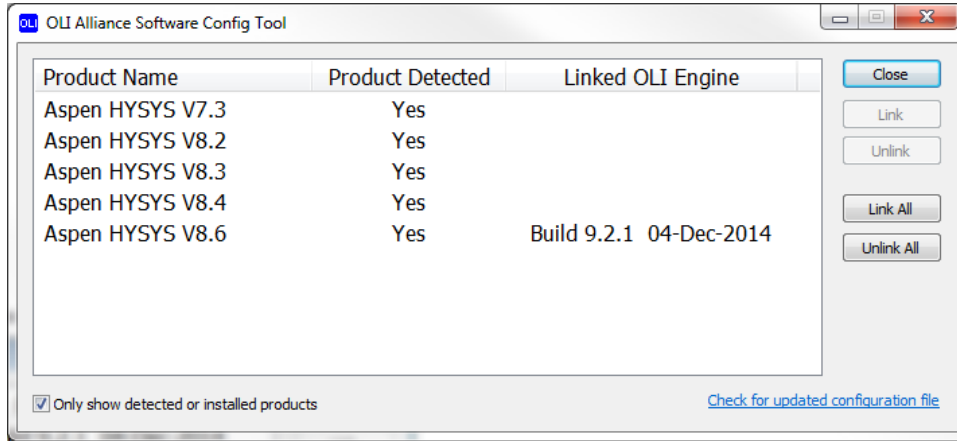 OLI OLI Alliance Software Config Tool
Product Name Product Detected Linked OLI Engine
Aspen HYSYS V7.3 Yes
Aspen HYSYS V8.2 Yes
Aspen HYSYS V8.3 Yes
Aspen HYSYS V8.4 Yes
Aspen HYSYS V8.6 Yes Build 9.2.1 04-Dec-2014
Close
Link
Unlink
Link All
Unlink All
Only show detected or installed products
Check for updated configuration file